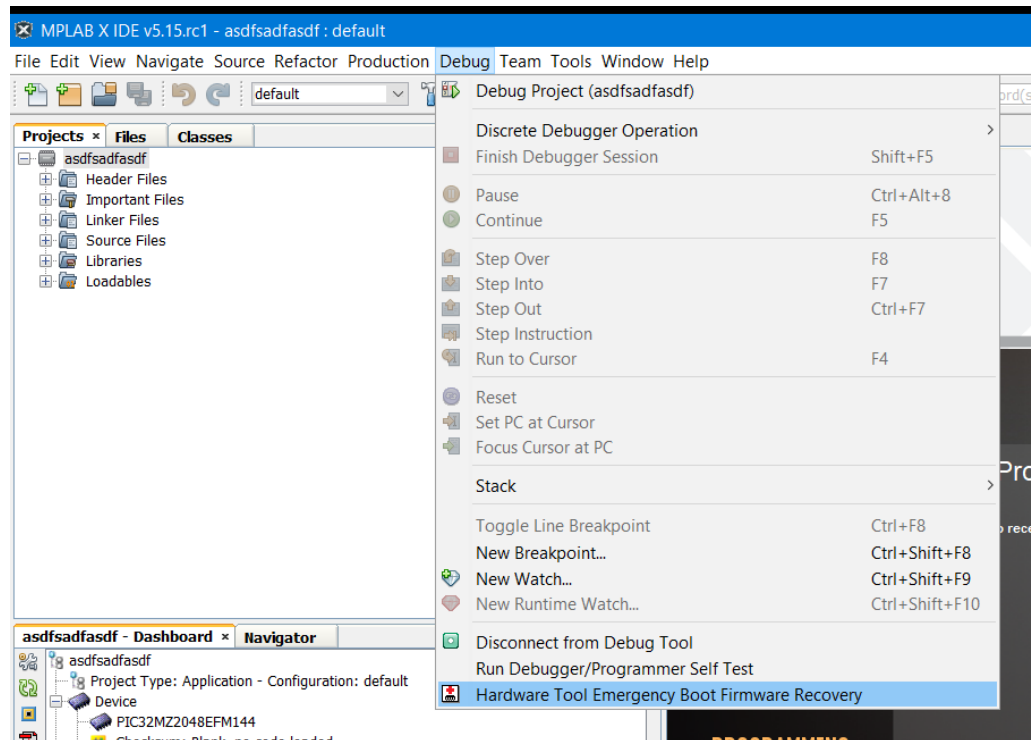 MPLAB X IDE v5.15.rc1 - asdfsadfasdf : default
File Edit View Navigate Source Refactor Production Debug Team Tools Window Help
default
Projects × Files Classes
asdfsadfasdf
Header Files
Important Files
Linker Files
Source Files
Libraries
Loadables
Debug Project (asdfsadfasdf)
Discrete Debugger Operation
Finish Debugger Session Shift+F5
Pause Ctrl+Alt+8
Continue F5
Step Over F8
Step Into F7
Step Out Ctrl+F7
Step Instruction
Run to Cursor F4
Reset
Set PC at Cursor
Focus Cursor at PC
Stack
Toggle Line Breakpoint Ctrl+F8
New Breakpoint... Ctrl+Shift+F8
New Watch... Ctrl+Shift+F9
New Runtime Watch... Ctrl+Shift+F10
Disconnect from Debug Tool
Run Debugger/Programmer Self Test
Hardware Tool Emergency Boot Firmware Recovery
asdfsadfasdf - Dashboard × Navigator
asdfsadfasdf
Project Type: Application - Configuration: default
Device
PIC32MZ2048EFM144